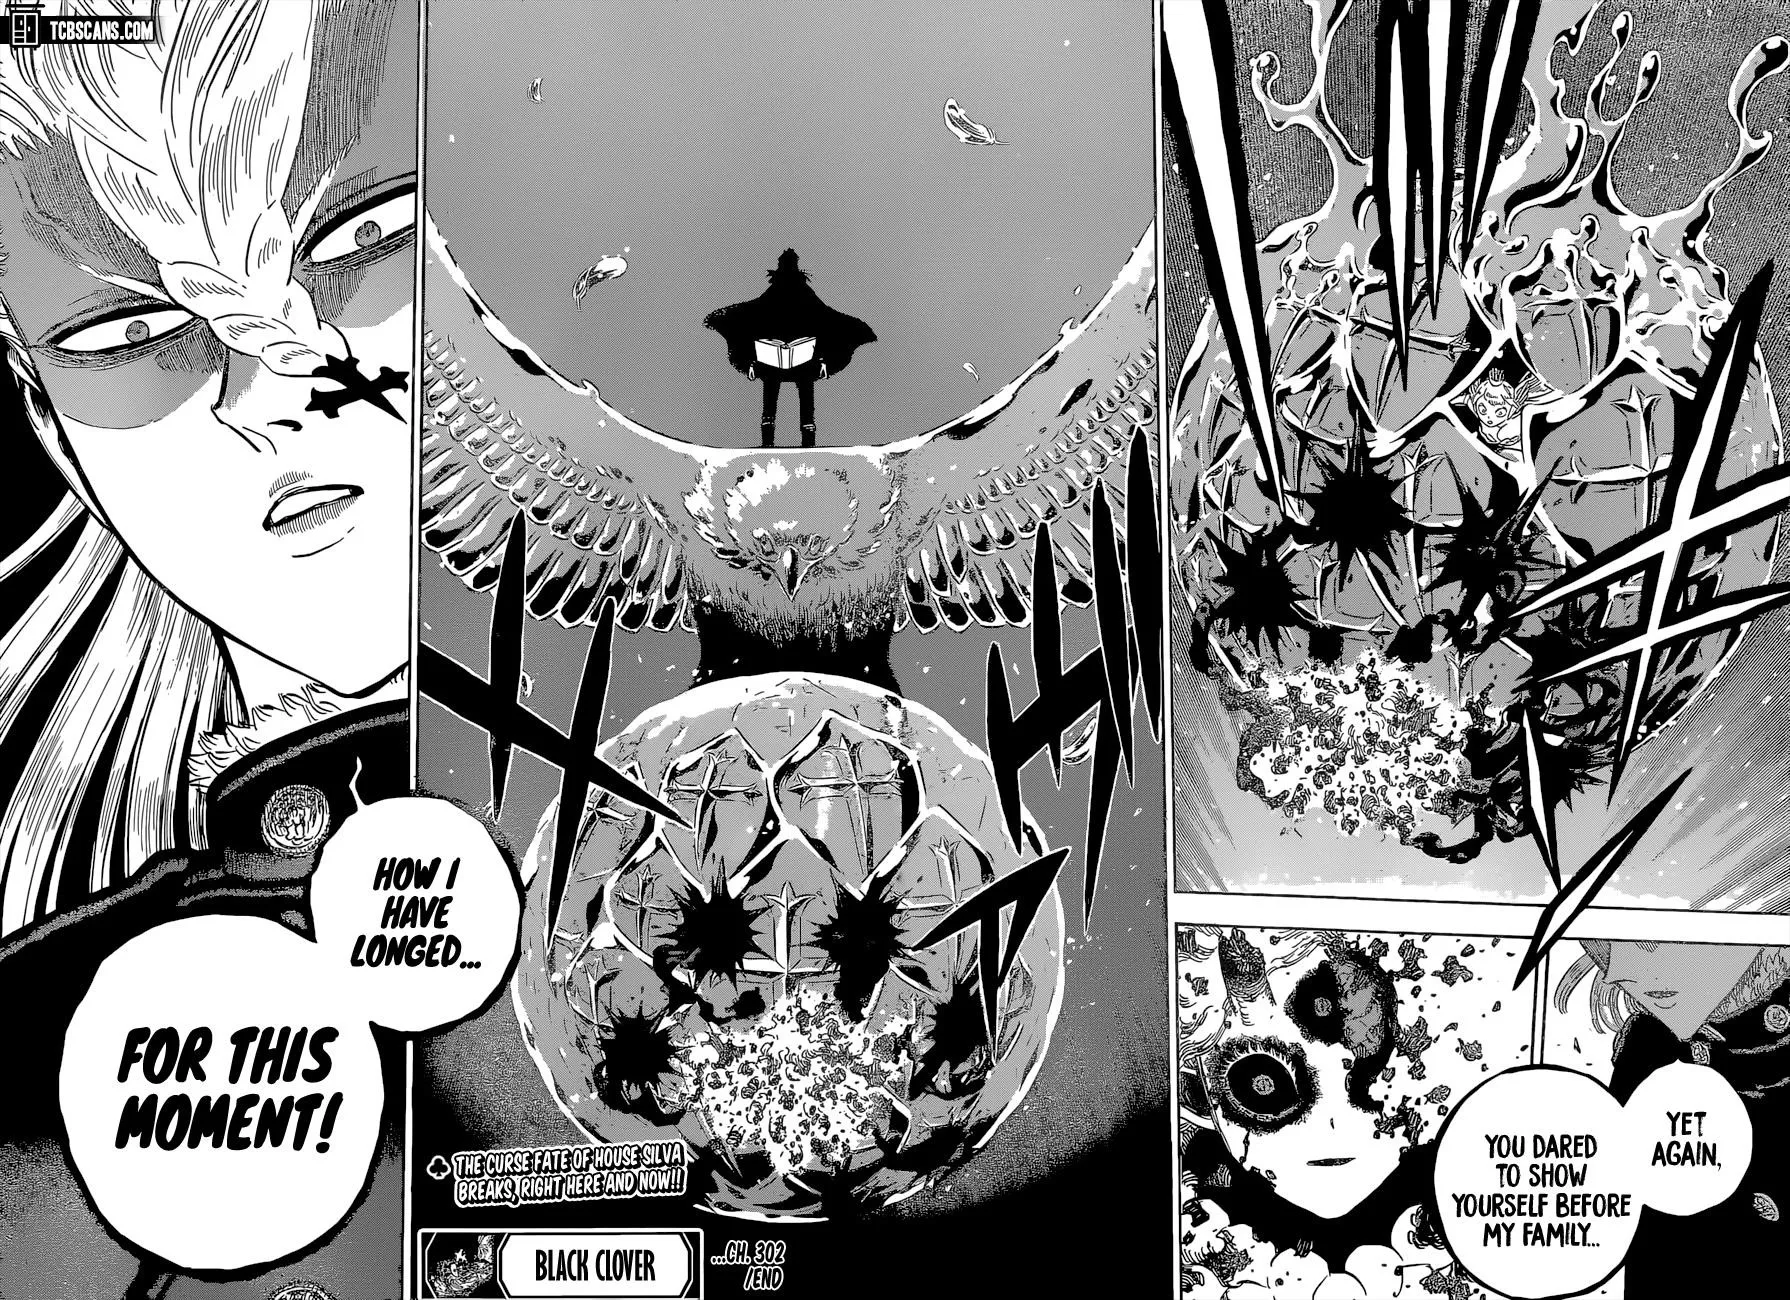 TCBSCANS.COM
YET
AGAIN,
YOU DARED
TO SHOW
YOURSELF BEFORE
MY FAMILY...
HOW I
HAVE
LONGED...
FOR THIS
MOMENT!
THE CURSE FATE OF HOUSE SILVA
BREAKS, RIGHT HERE AND NOW!!
BLACK CLOVER
...CH. 302
/END